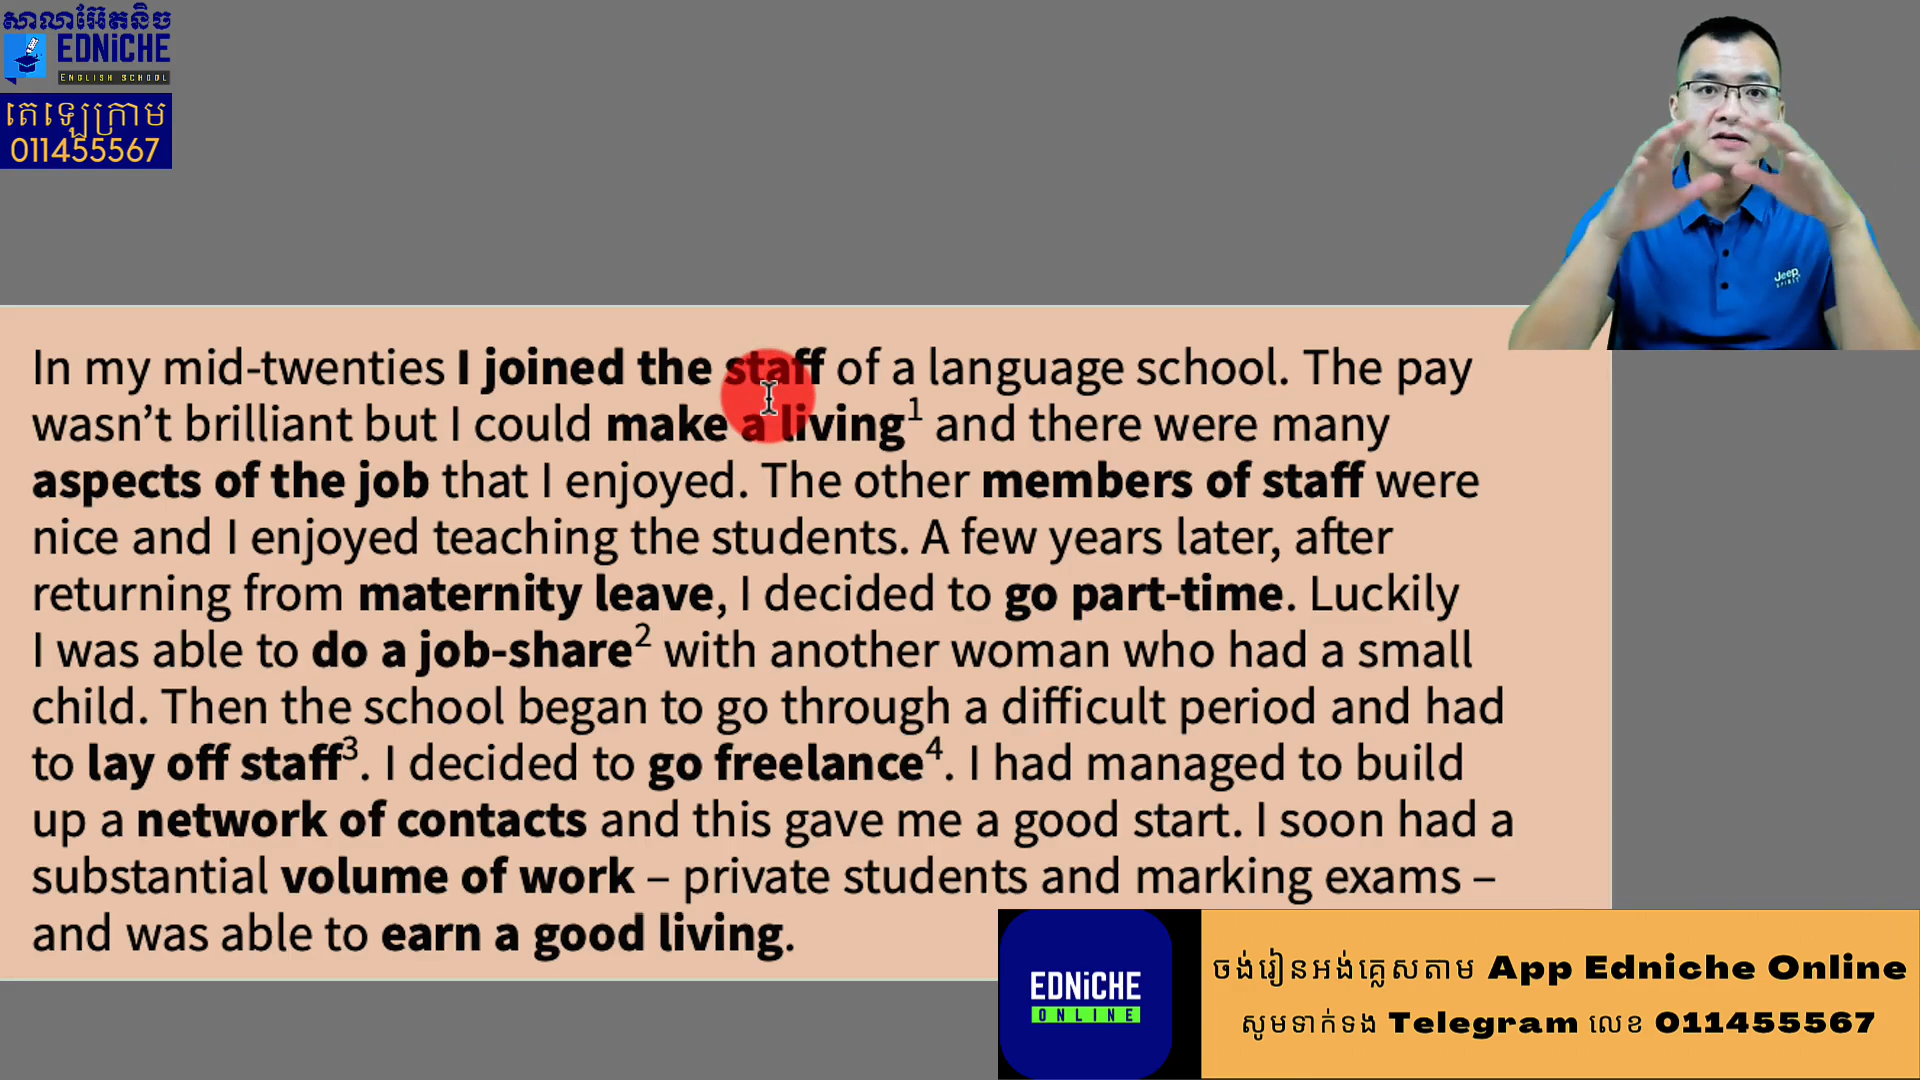 សាលាអ៊ែតនិច
EDNiCHE
ENGLISH SCHOOL
តេឡេក្រាម
011455567
Jeep
SPIRIT
In my mid-twenties I joined the staff of a language school. The pay
wasn’t brilliant but I could make a living1 and there were many
aspects of the job that I enjoyed. The other members of staff were
nice and I enjoyed teaching the students. A few years later, after
returning from maternity leave, I decided to go part-time. Luckily
I was able to do a job-share2 with another woman who had a small
child. Then the school began to go through a difficult period and had
to lay off staff3. I decided to go freelance4. I had managed to build
up a network of contacts and this gave me a good start. I soon had a
substantial volume of work – private students and marking exams –
and was able to earn a good living.
EDNiCHE
ONLINE
ចង់រៀនអង់គ្លេសតាម App Edniche Online
សូមទាក់ទង Telegram លេខ 011455567